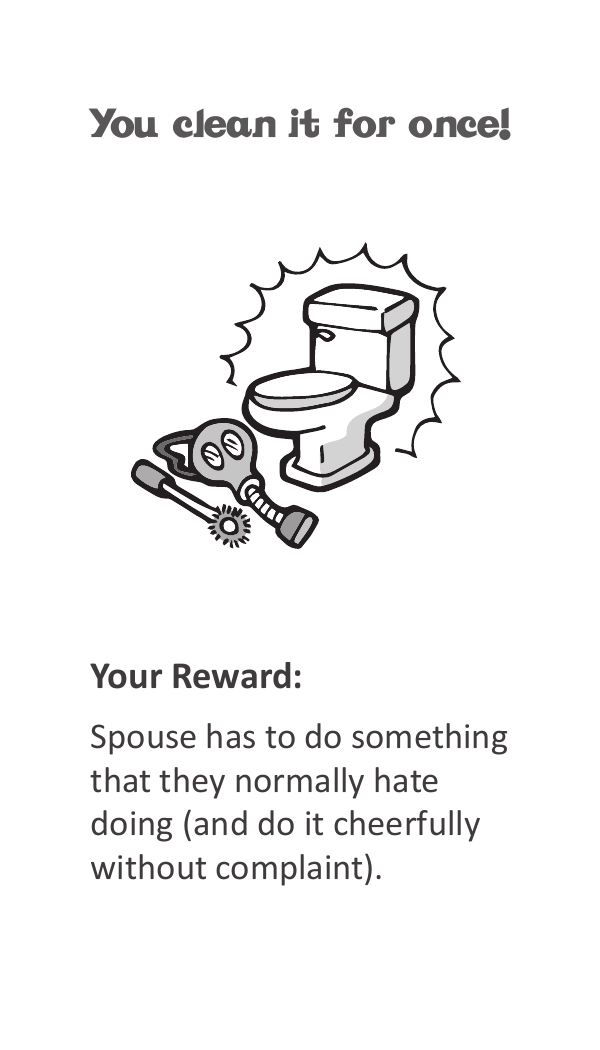 You clean it for once!
Your Reward:
Spouse has to do something
that they normally hate
doing (and do it cheerfully
without complaint).